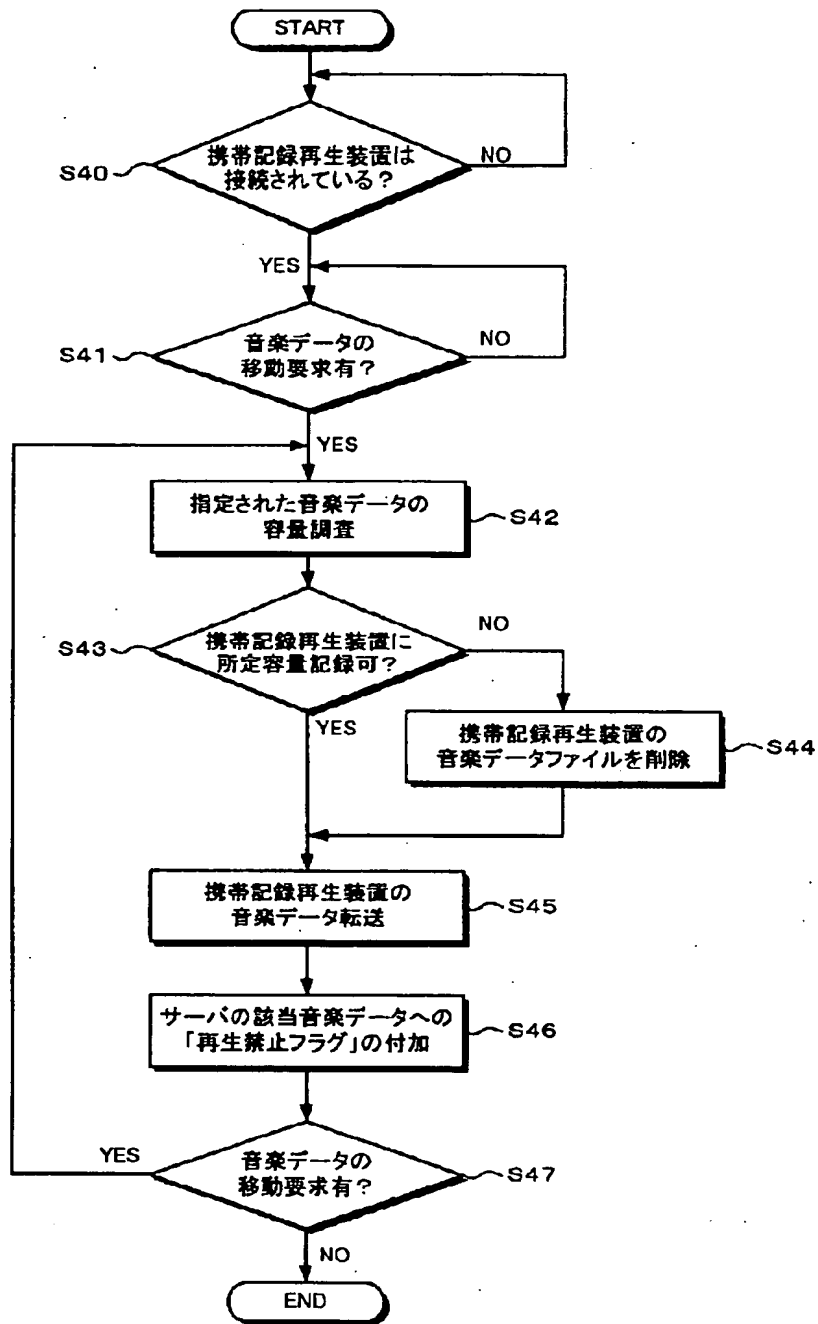 START
携帯記録再生装置は
接続されている?
S40
NO
YES
音楽データの
移動要求有?
S41
NO
YES
指定された音楽データの
容量調査
S42
携帯記録再生装置に
所定容量記録可?
S43
NO
YES
携帯記録再生装置の
音楽データファイルを削除
S44
携帯記録再生装置の
音楽データ転送
S45
サーバの該当音楽データへの
「再生禁止フラグ」の付加
S46
YES
音楽データの
移動要求有?
S47
NO
END